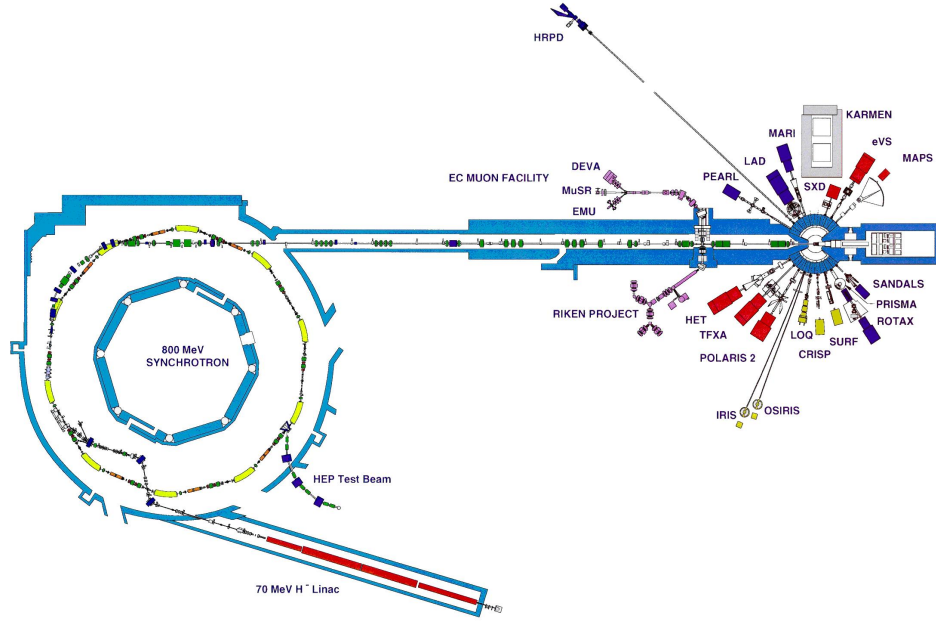 HRPD
KARMEN
MARI
eVS
LAD
MAPS
DEVA
EC MUON FACILITY
PEARL
SXD
MuSR
EMU
SANDALS
PRISMA
RIKEN PROJECT
HET
ROTAX
TFXA
LOQ
SURF
800 MeV
SYNCHROTRON
POLARIS 2
CRISP
IRIS
OSIRIS
HEP Test Beam
70 MeV H⁻ Linac